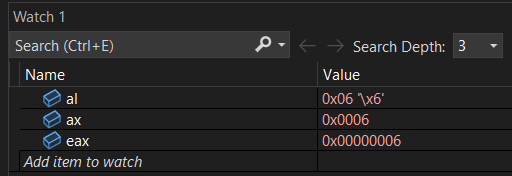 Watch 1
Search (Ctrl+E) Search Depth: 3
Name Value
al 0x06 '\x6'
ax 0x0006
eax 0x00000006
Add item to watch